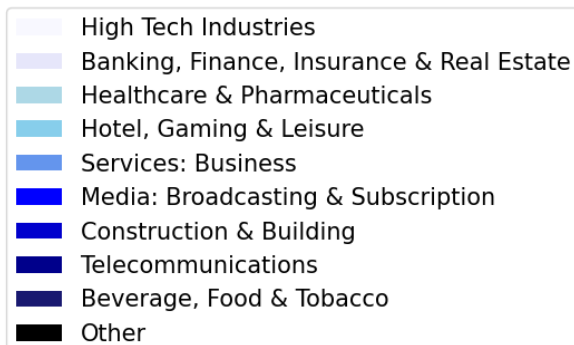 High Tech Industries
Banking, Finance, Insurance & Real Estate
Healthcare & Pharmaceuticals
Hotel, Gaming & Leisure
Services: Business
Media: Broadcasting & Subscription
Construction & Building
Telecommunications
Beverage, Food & Tobacco
Other